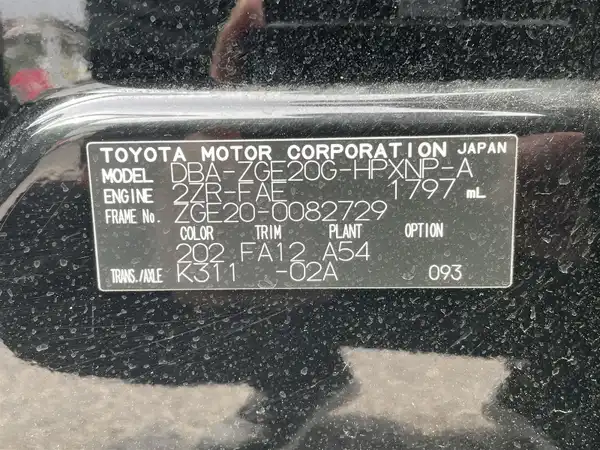 TOYOTA MOTOR CORPORATION JAPAN
MODEL DBA-ZGE20G-HPXNP-A
ENGINE 2ZR-FAE 1797 mL
FRAME No. ZGE20-0082729
COLOR TRIM PLANT OPTION
202 FA12 A54
TRANS./AXLE K311 -02A 093